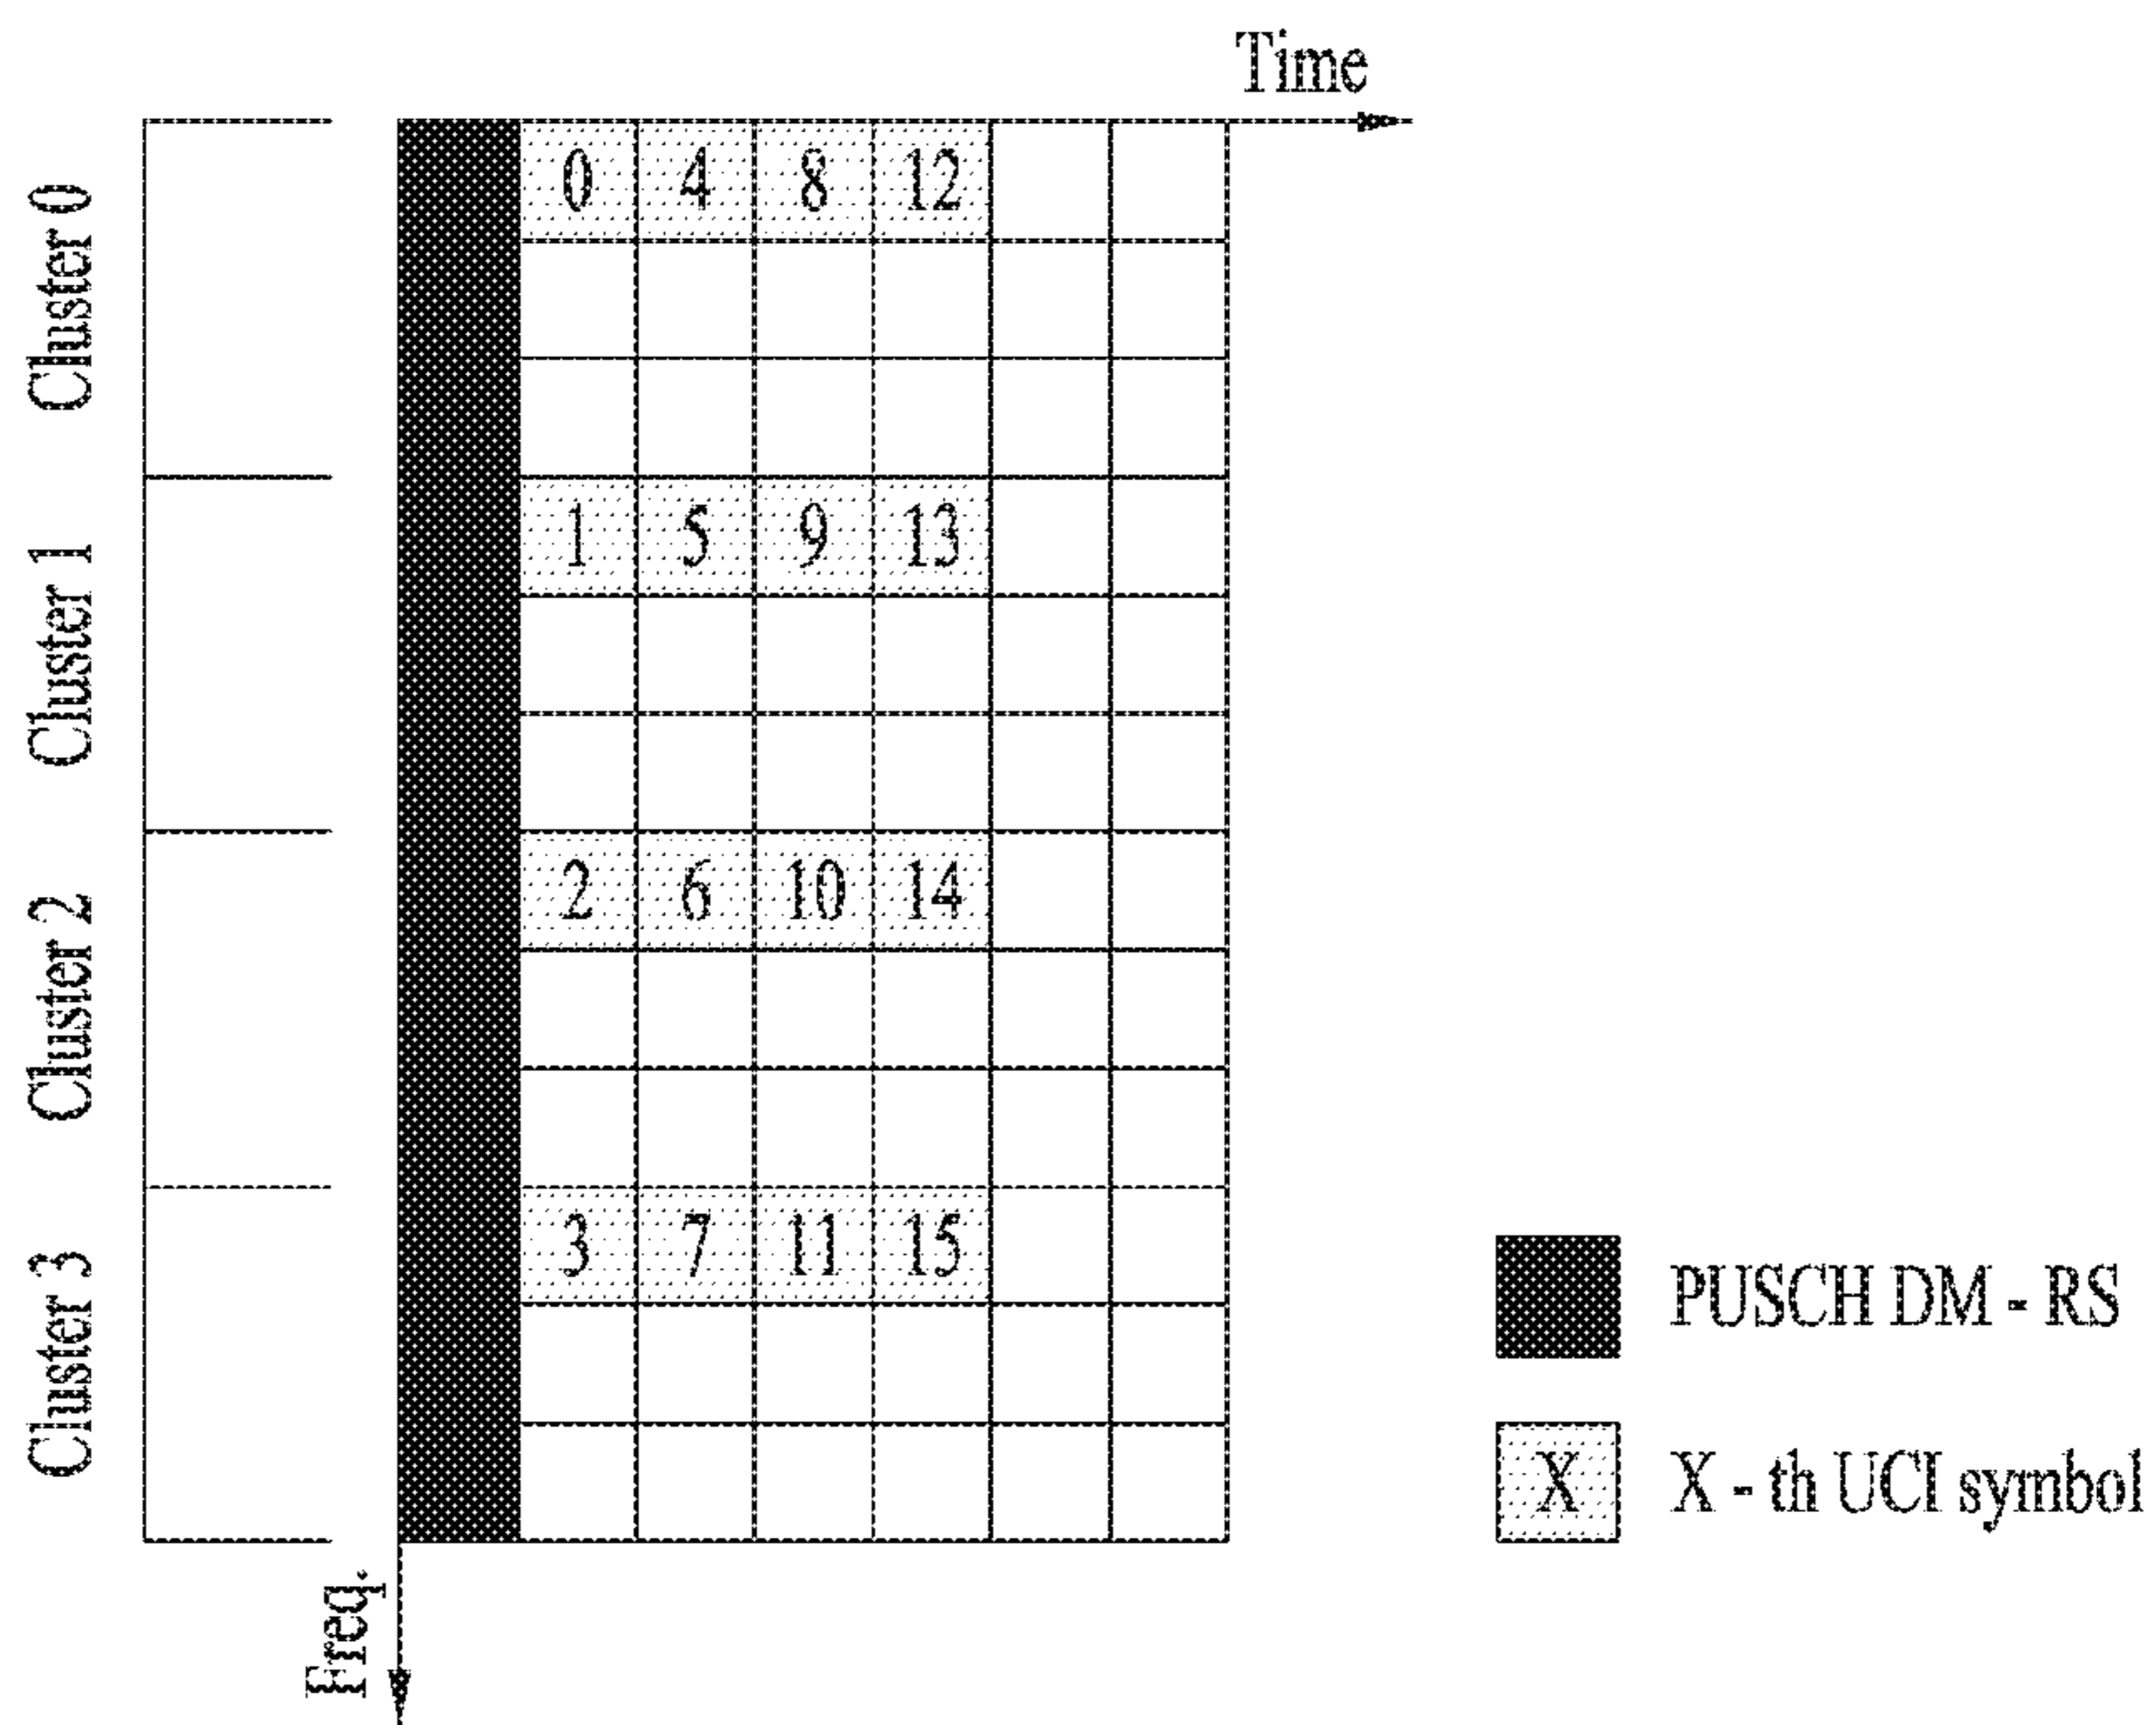 Time
Cluster 0
0 4 8 12
Cluster 1
1 5 9 13
Cluster 2
2 6 10 14
Cluster 3
3 7 11 15
PUSCH DM - RS
X X - th UCI symbol
Freq.